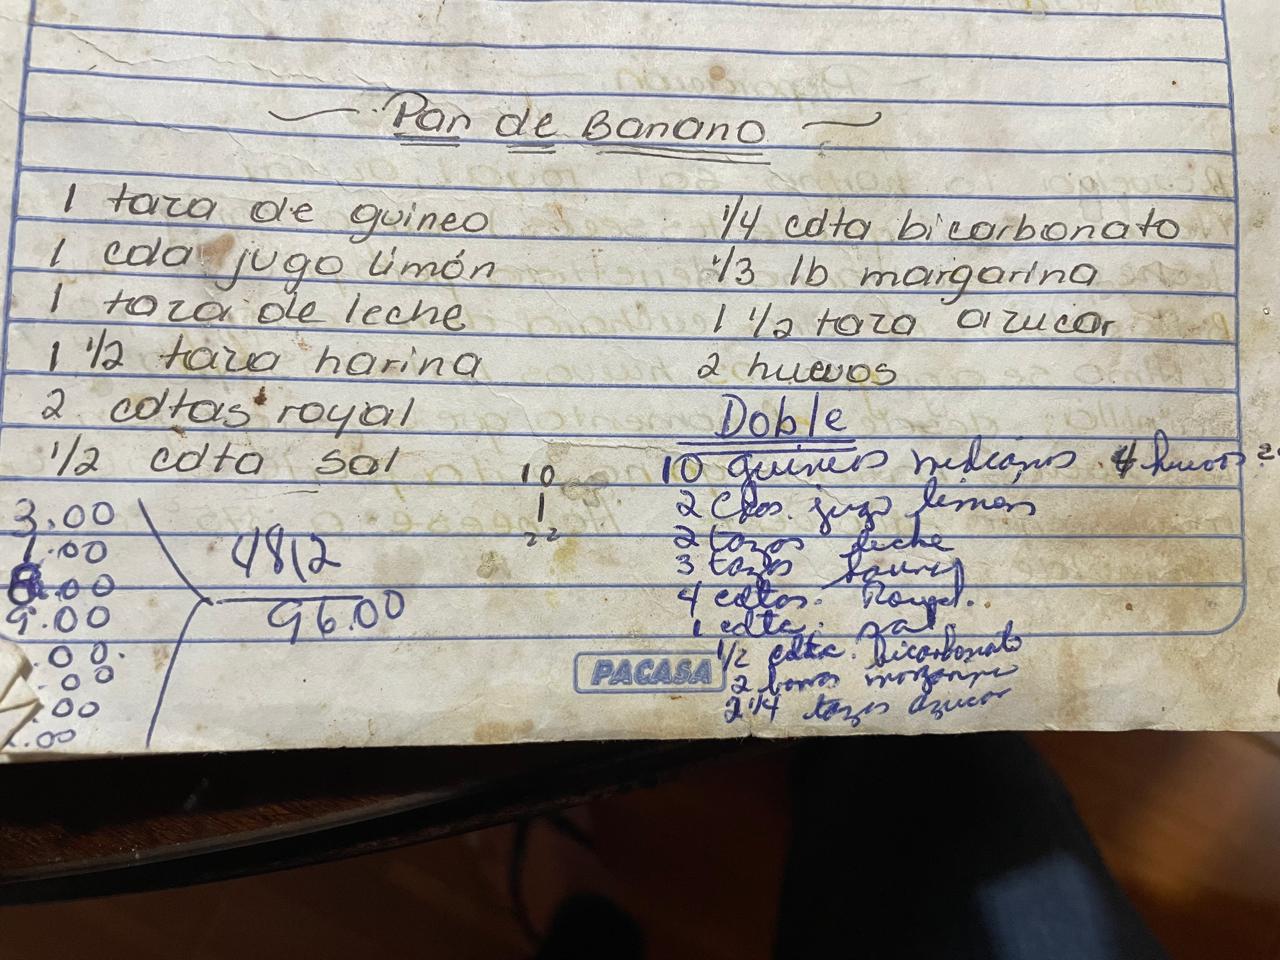 Pan de Banano
1 taza de guineo
1 cda jugo limón
1 taza de leche
1 1/2 taza harina
2 cdtas royal
1/2 cdta sal
1/4 cdta bicarbonato
1/3 lb margarina
1 1/2 taza azucar
2 huevos
Doble
10 guineos medianos 4 huevos
2 Cdas. jugo limón
2 tazas leche
3 tazas
4 cdtas. Royal.
1 cdta. sal
1/2 cdta. bicarbonato
2 barras margarina
2 1/4 tazas azucar
10
1
22
3.00
1.00
8.00
9.00
.00.
.00
.00
.00
48/2
96.00
PACASA